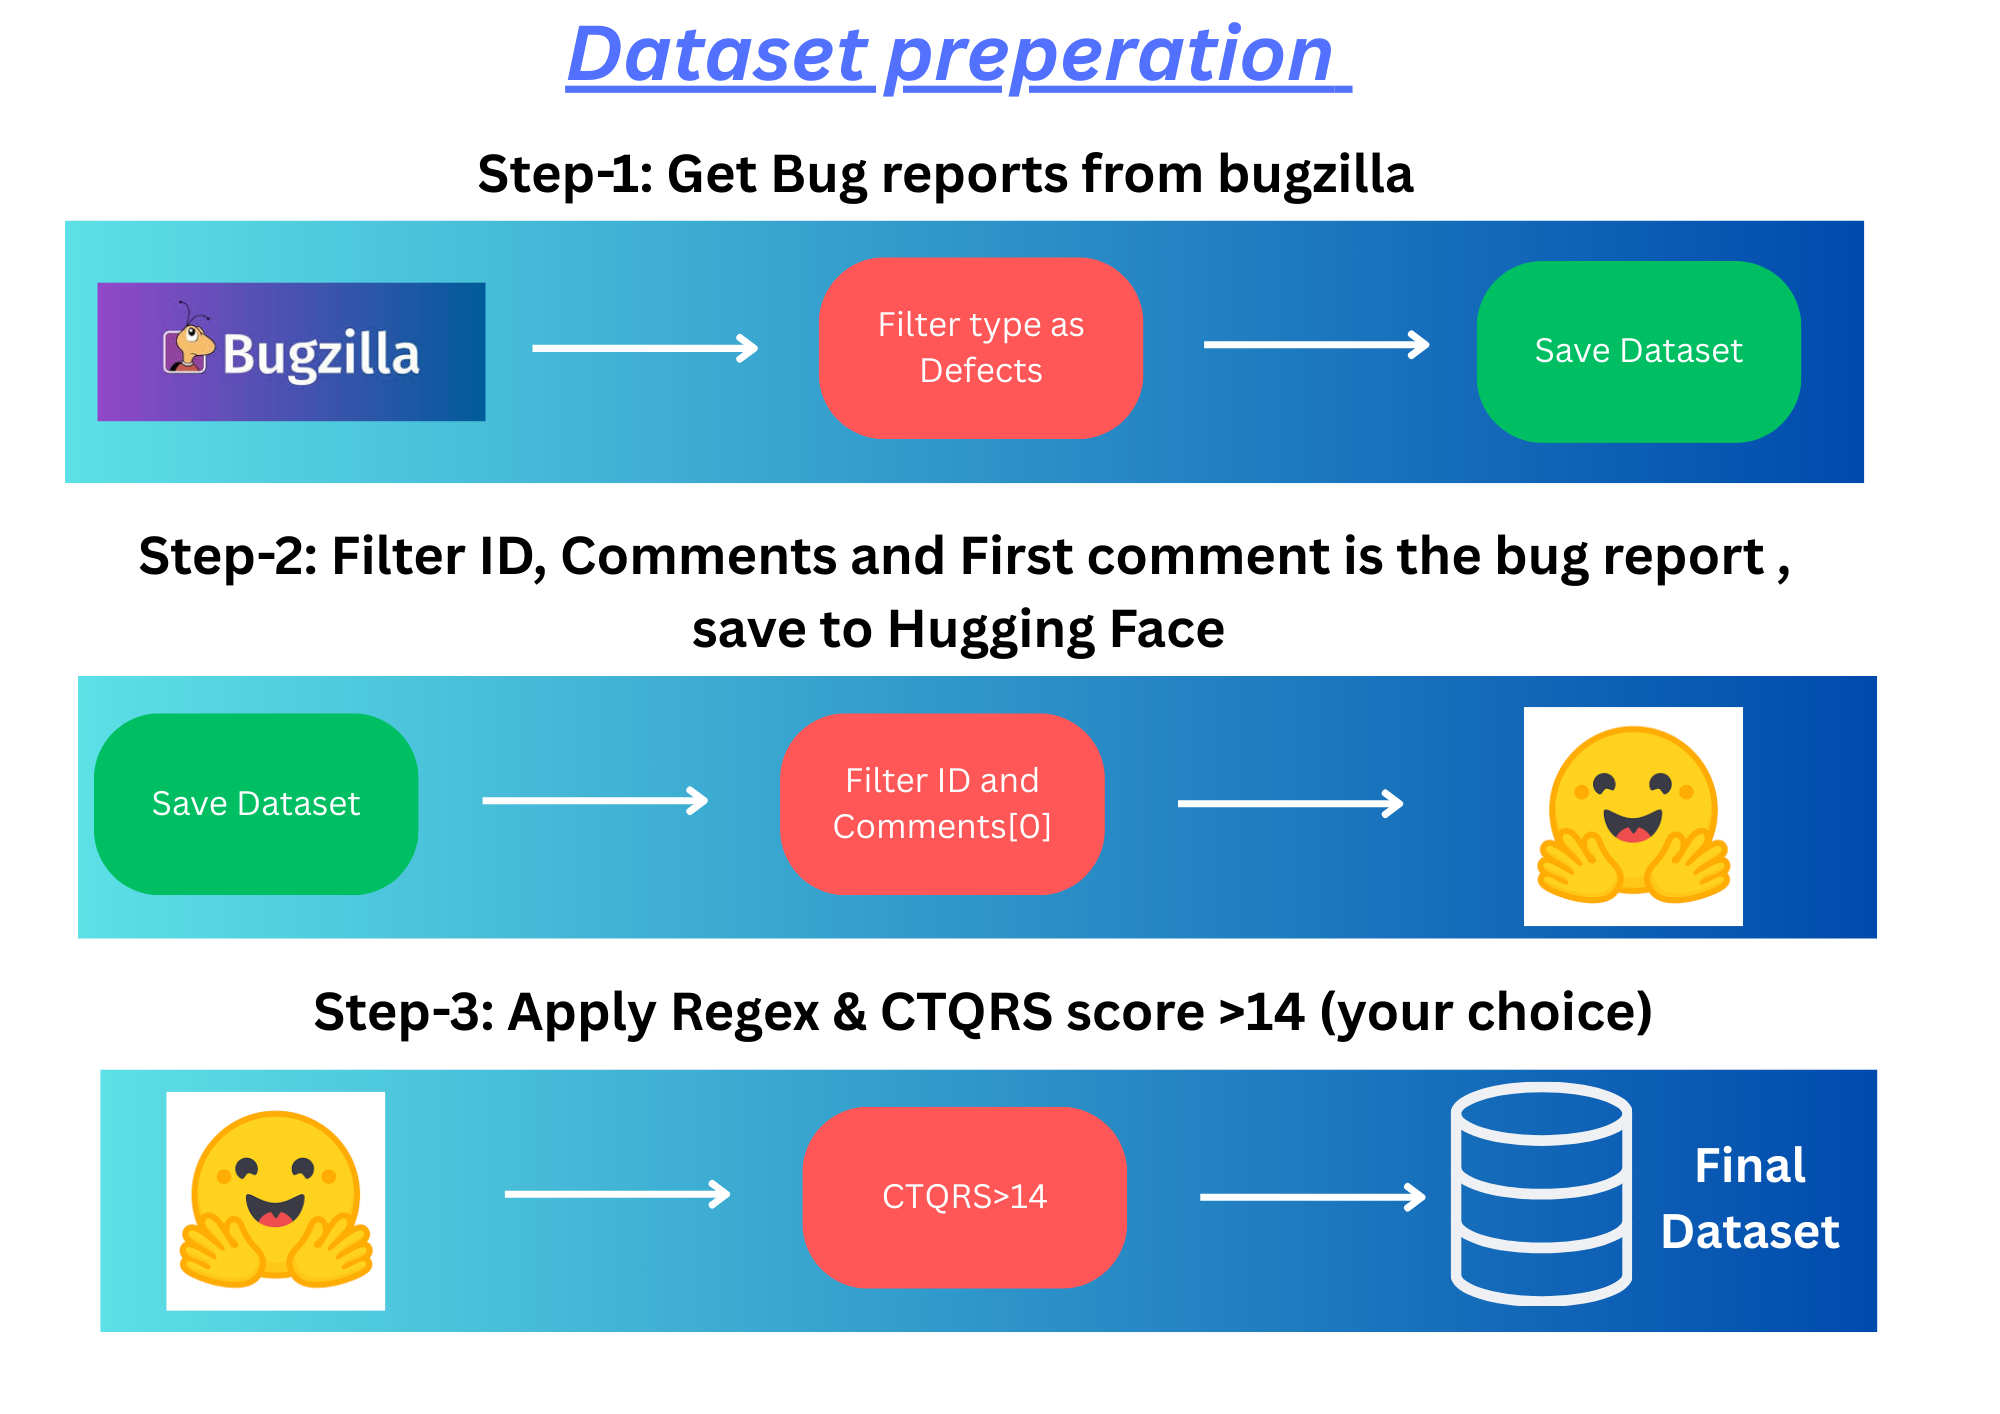 Dataset preperation
Step-1: Get Bug reports from bugzilla
Bugzilla
Filter type as
Defects
Save Dataset
Step-2: Filter ID, Comments and First comment is the bug report ,
save to Hugging Face
Save Dataset
Filter ID and
Comments[0]
Step-3: Apply Regex & CTQRS score >14 (your choice)
CTQRS>14
Final
Dataset